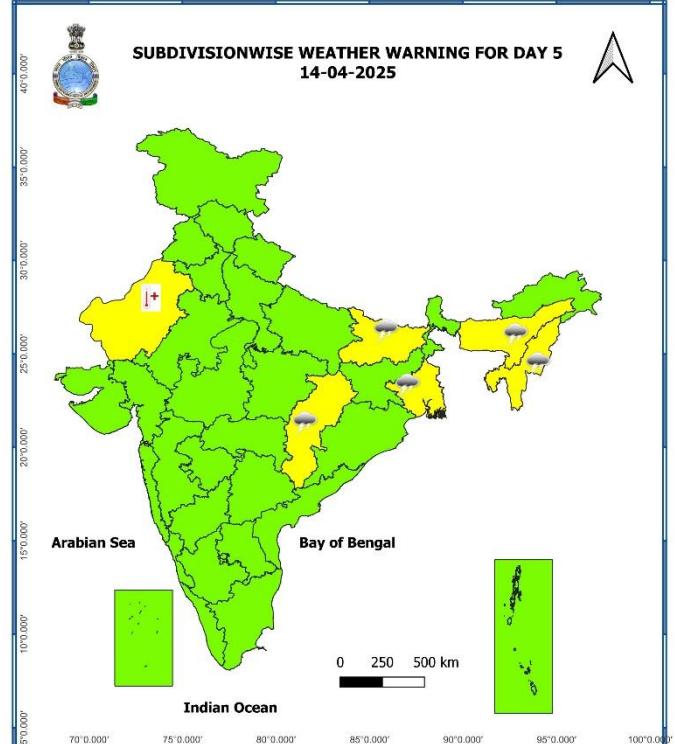 SUBDIVISIONWISE WEATHER WARNING FOR DAY 5
14-04-2025
40°0.000'
35°0.000'
30°0.000'
25°0.000'
20°0.000'
15°0.000'
10°0.000'
5°0.000'
Arabian Sea
Bay of Bengal
0 250 500 km
Indian Ocean
70°0.000' 75°0.000' 80°0.000' 85°0.000' 90°0.000' 95°0.000' 100°0.000'